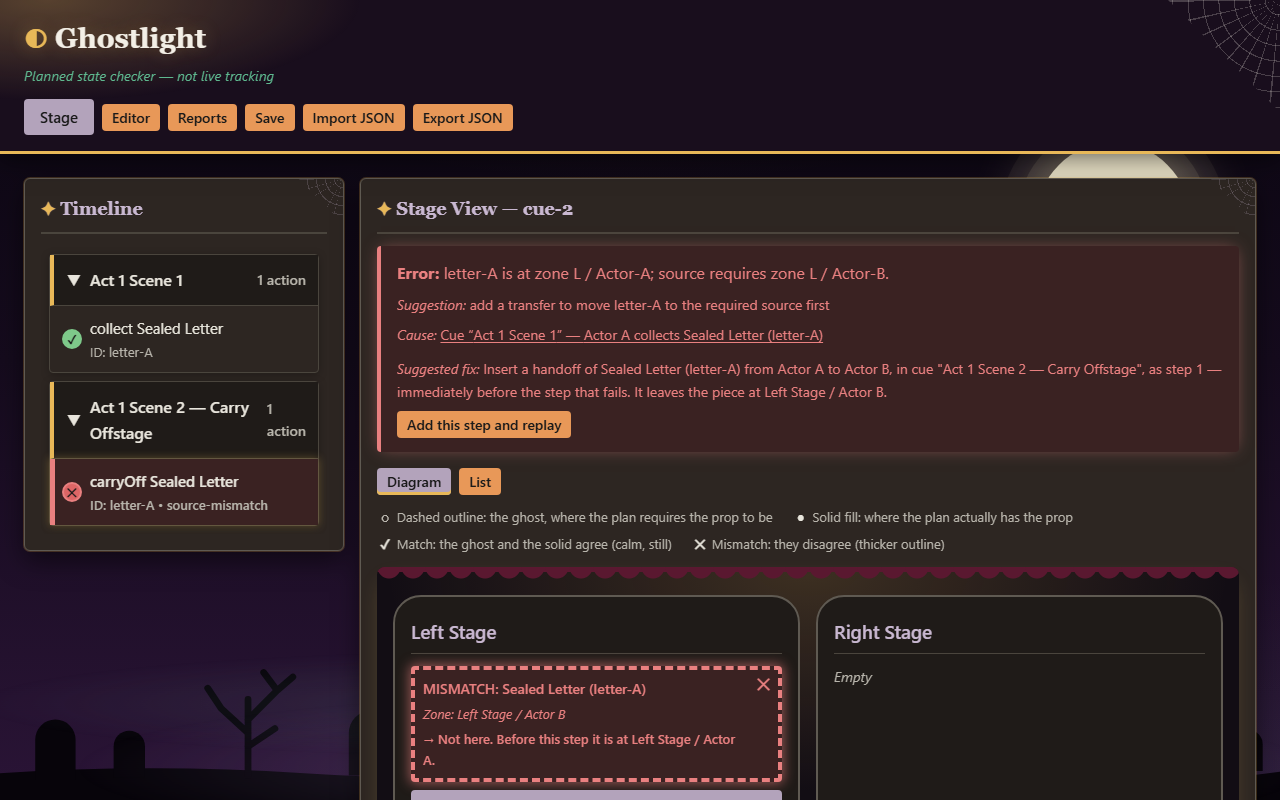 Ghostlight
Planned state checker — not live tracking
Stage
Editor
Reports
Save
Import JSON
Export JSON
Timeline
Act 1 Scene 1
1 action
collect Sealed Letter
ID: letter-A
Act 1 Scene 2 — Carry
Offstage
1
action
carryOff Sealed Letter
ID: letter-A • source-mismatch
Stage View — cue-2
Error: letter-A is at zone L / Actor-A; source requires zone L / Actor-B.
Suggestion: add a transfer to move letter-A to the required source first
Cause: Cue “Act 1 Scene 1” — Actor A collects Sealed Letter (letter-A)
Suggested fix: Insert a handoff of Sealed Letter (letter-A) from Actor A to Actor B, in cue "Act 1 Scene 2 — Carry Offstage", as step 1 —
immediately before the step that fails. It leaves the piece at Left Stage / Actor B.
Add this step and replay
Diagram
List
Dashed outline: the ghost, where the plan requires the prop to be
Solid fill: where the plan actually has the prop
Match: the ghost and the solid agree (calm, still)
Mismatch: they disagree (thicker outline)
Left Stage
MISMATCH: Sealed Letter (letter-A)
Zone: Left Stage / Actor B
→ Not here. Before this step it is at Left Stage / Actor
A.
Right Stage
Empty